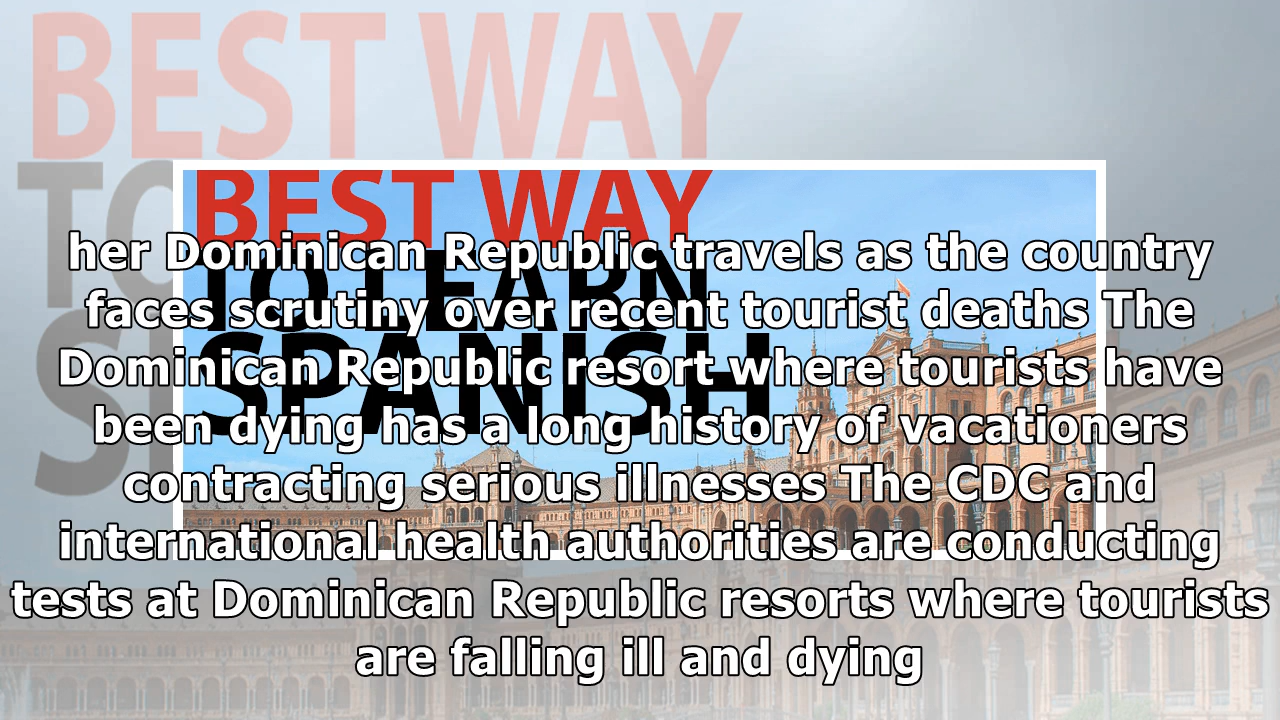 BEST WAY
TO
S
BEST WAY
TO LEARN
SPANISH
her Dominican Republic travels as the country
faces scrutiny over recent tourist deaths The
Dominican Republic resort where tourists have
been dying has a long history of vacationers
contracting serious illnesses The CDC and
international health authorities are conducting
tests at Dominican Republic resorts where tourists
are falling ill and dying